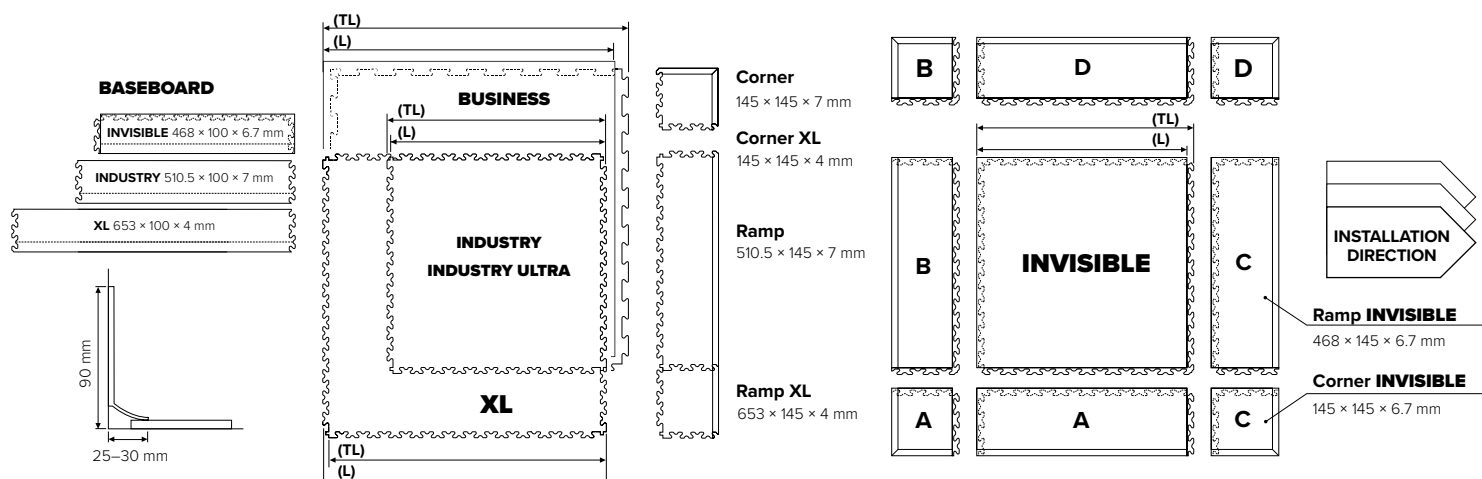 BASEBOARD
INVISIBLE 468 × 100 × 6.7 mm
INDUSTRY 510.5 × 100 × 7 mm
XL 653 × 100 × 4 mm
90 mm
25–30 mm
(TL)
(L)
BUSINESS
(TL)
(L)
INDUSTRY
INDUSTRY ULTRA
XL
(TL)
(L)
Corner
145 × 145 × 7 mm
Corner XL
145 × 145 × 4 mm
Ramp
510.5 × 145 × 7 mm
Ramp XL
653 × 145 × 4 mm
B
D
D
(TL)
(L)
B
INVISIBLE
C
A
A
C
INSTALLATION
DIRECTION
Ramp INVISIBLE
468 × 145 × 6.7 mm
Corner INVISIBLE
145 × 145 × 6.7 mm